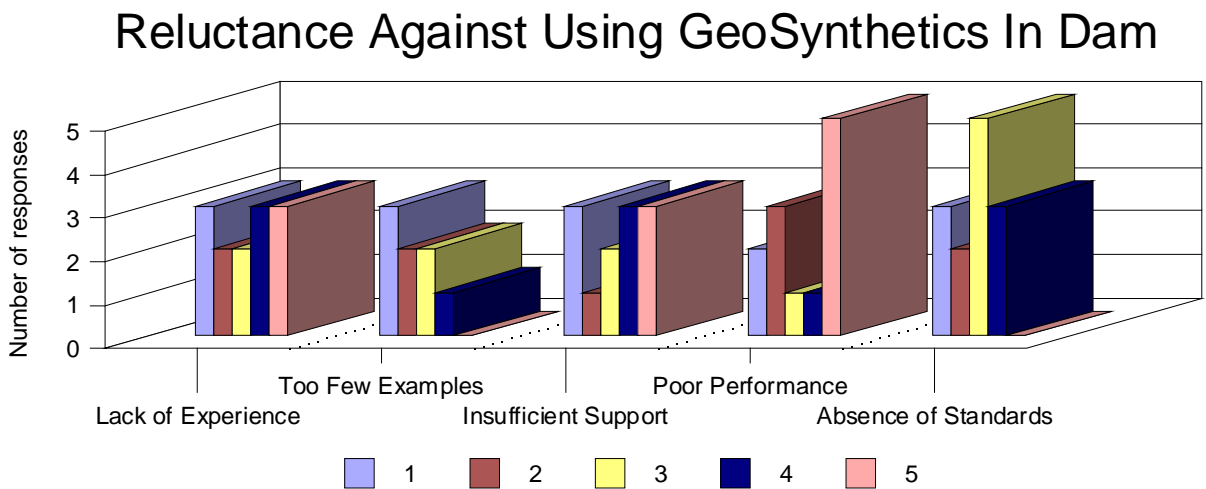 Reluctance Against Using GeoSynthetics In Dam
Number of responses
5
4
3
2
1
0
Too Few Examples Poor Performance
Lack of Experience Insufficient Support Absence of Standards
1 2 3 4 5